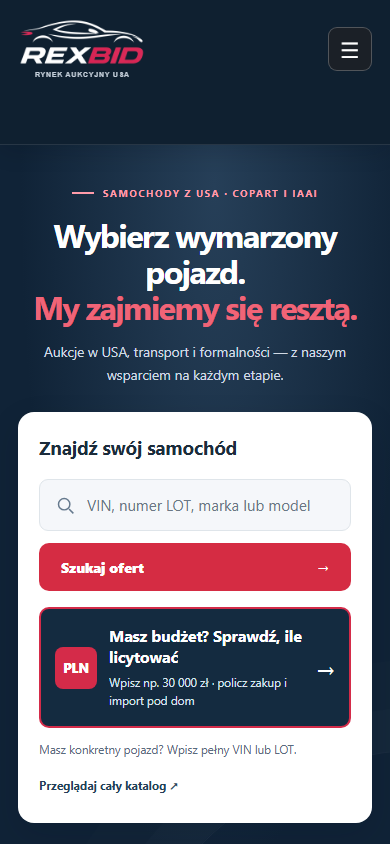 REXBID
RYNEK AUKCYJNY USA
SAMOCHODY Z USA · COPART I IAAI
Wybierz wymarzony
pojazd.
My zajmiemy się resztą.
Aukcje w USA, transport i formalności — z naszym
wsparciem na każdym etapie.
Znajdź swój samochód
VIN, numer LOT, marka lub model
Szukaj ofert →
PLN
Masz budżet? Sprawdź, ile
licytować
→
Wpisz np. 30 000 zł · policz zakup i
import pod dom
Masz konkretny pojazd? Wpisz pełny VIN lub LOT.
Przeglądaj cały katalog ↗